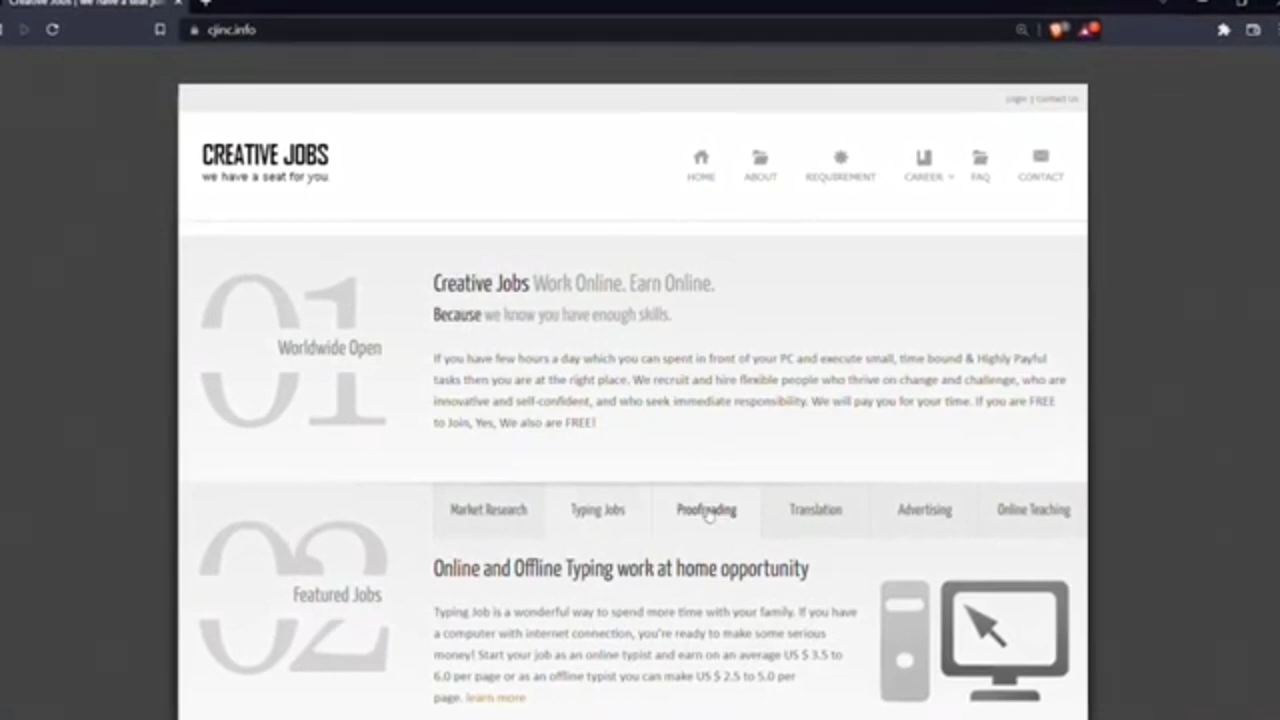 Creative Jobs | we have a seat for
cjinc.info
Login | Contact Us
CREATIVE JOBS
we have a seat for you.
HOME
ABOUT
REQUIREMENT
CAREER
FAQ
CONTACT
01
Worldwide Open
Creative Jobs Work Online. Earn Online.
Because we know you have enough skills.
If you have few hours a day which you can spent in front of your PC and execute small, time bound & Highly Payful
tasks then you are at the right place. We recruit and hire flexible people who thrive on change and challenge, who are
innovative and self-confident, and who seek immediate responsibility. We will pay you for your time. If you are FREE
to Join, Yes, We also are FREE!
02
Featured Jobs
Market Research
Typing Jobs
Proofreading
Translation
Advertising
Online Teaching
Online and Offline Typing work at home opportunity
Typing Job is a wonderful way to spend more time with your family. If you have
a computer with internet connection, you're ready to make some serious
money! Start your job as an online typist and earn on an average US $ 3.5 to
6.0 per page or as an offline typist you can make US $ 2.5 to 5.0 per
page. learn more